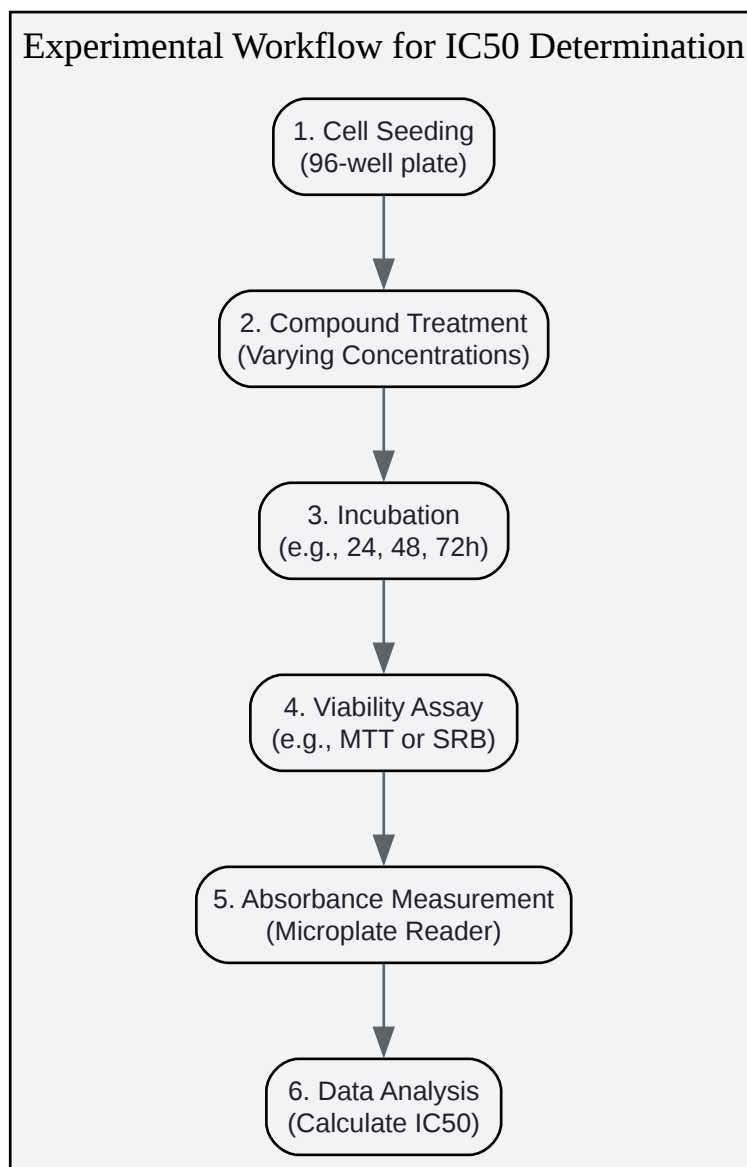 Experimental Workflow for IC50 Determination
1. Cell Seeding
(96-well plate)
2. Compound Treatment
(Varying Concentrations)
3. Incubation
(e.g., 24, 48, 72h)
4. Viability Assay
(e.g., MTT or SRB)
5. Absorbance Measurement
(Microplate Reader)
6. Data Analysis
(Calculate IC50)